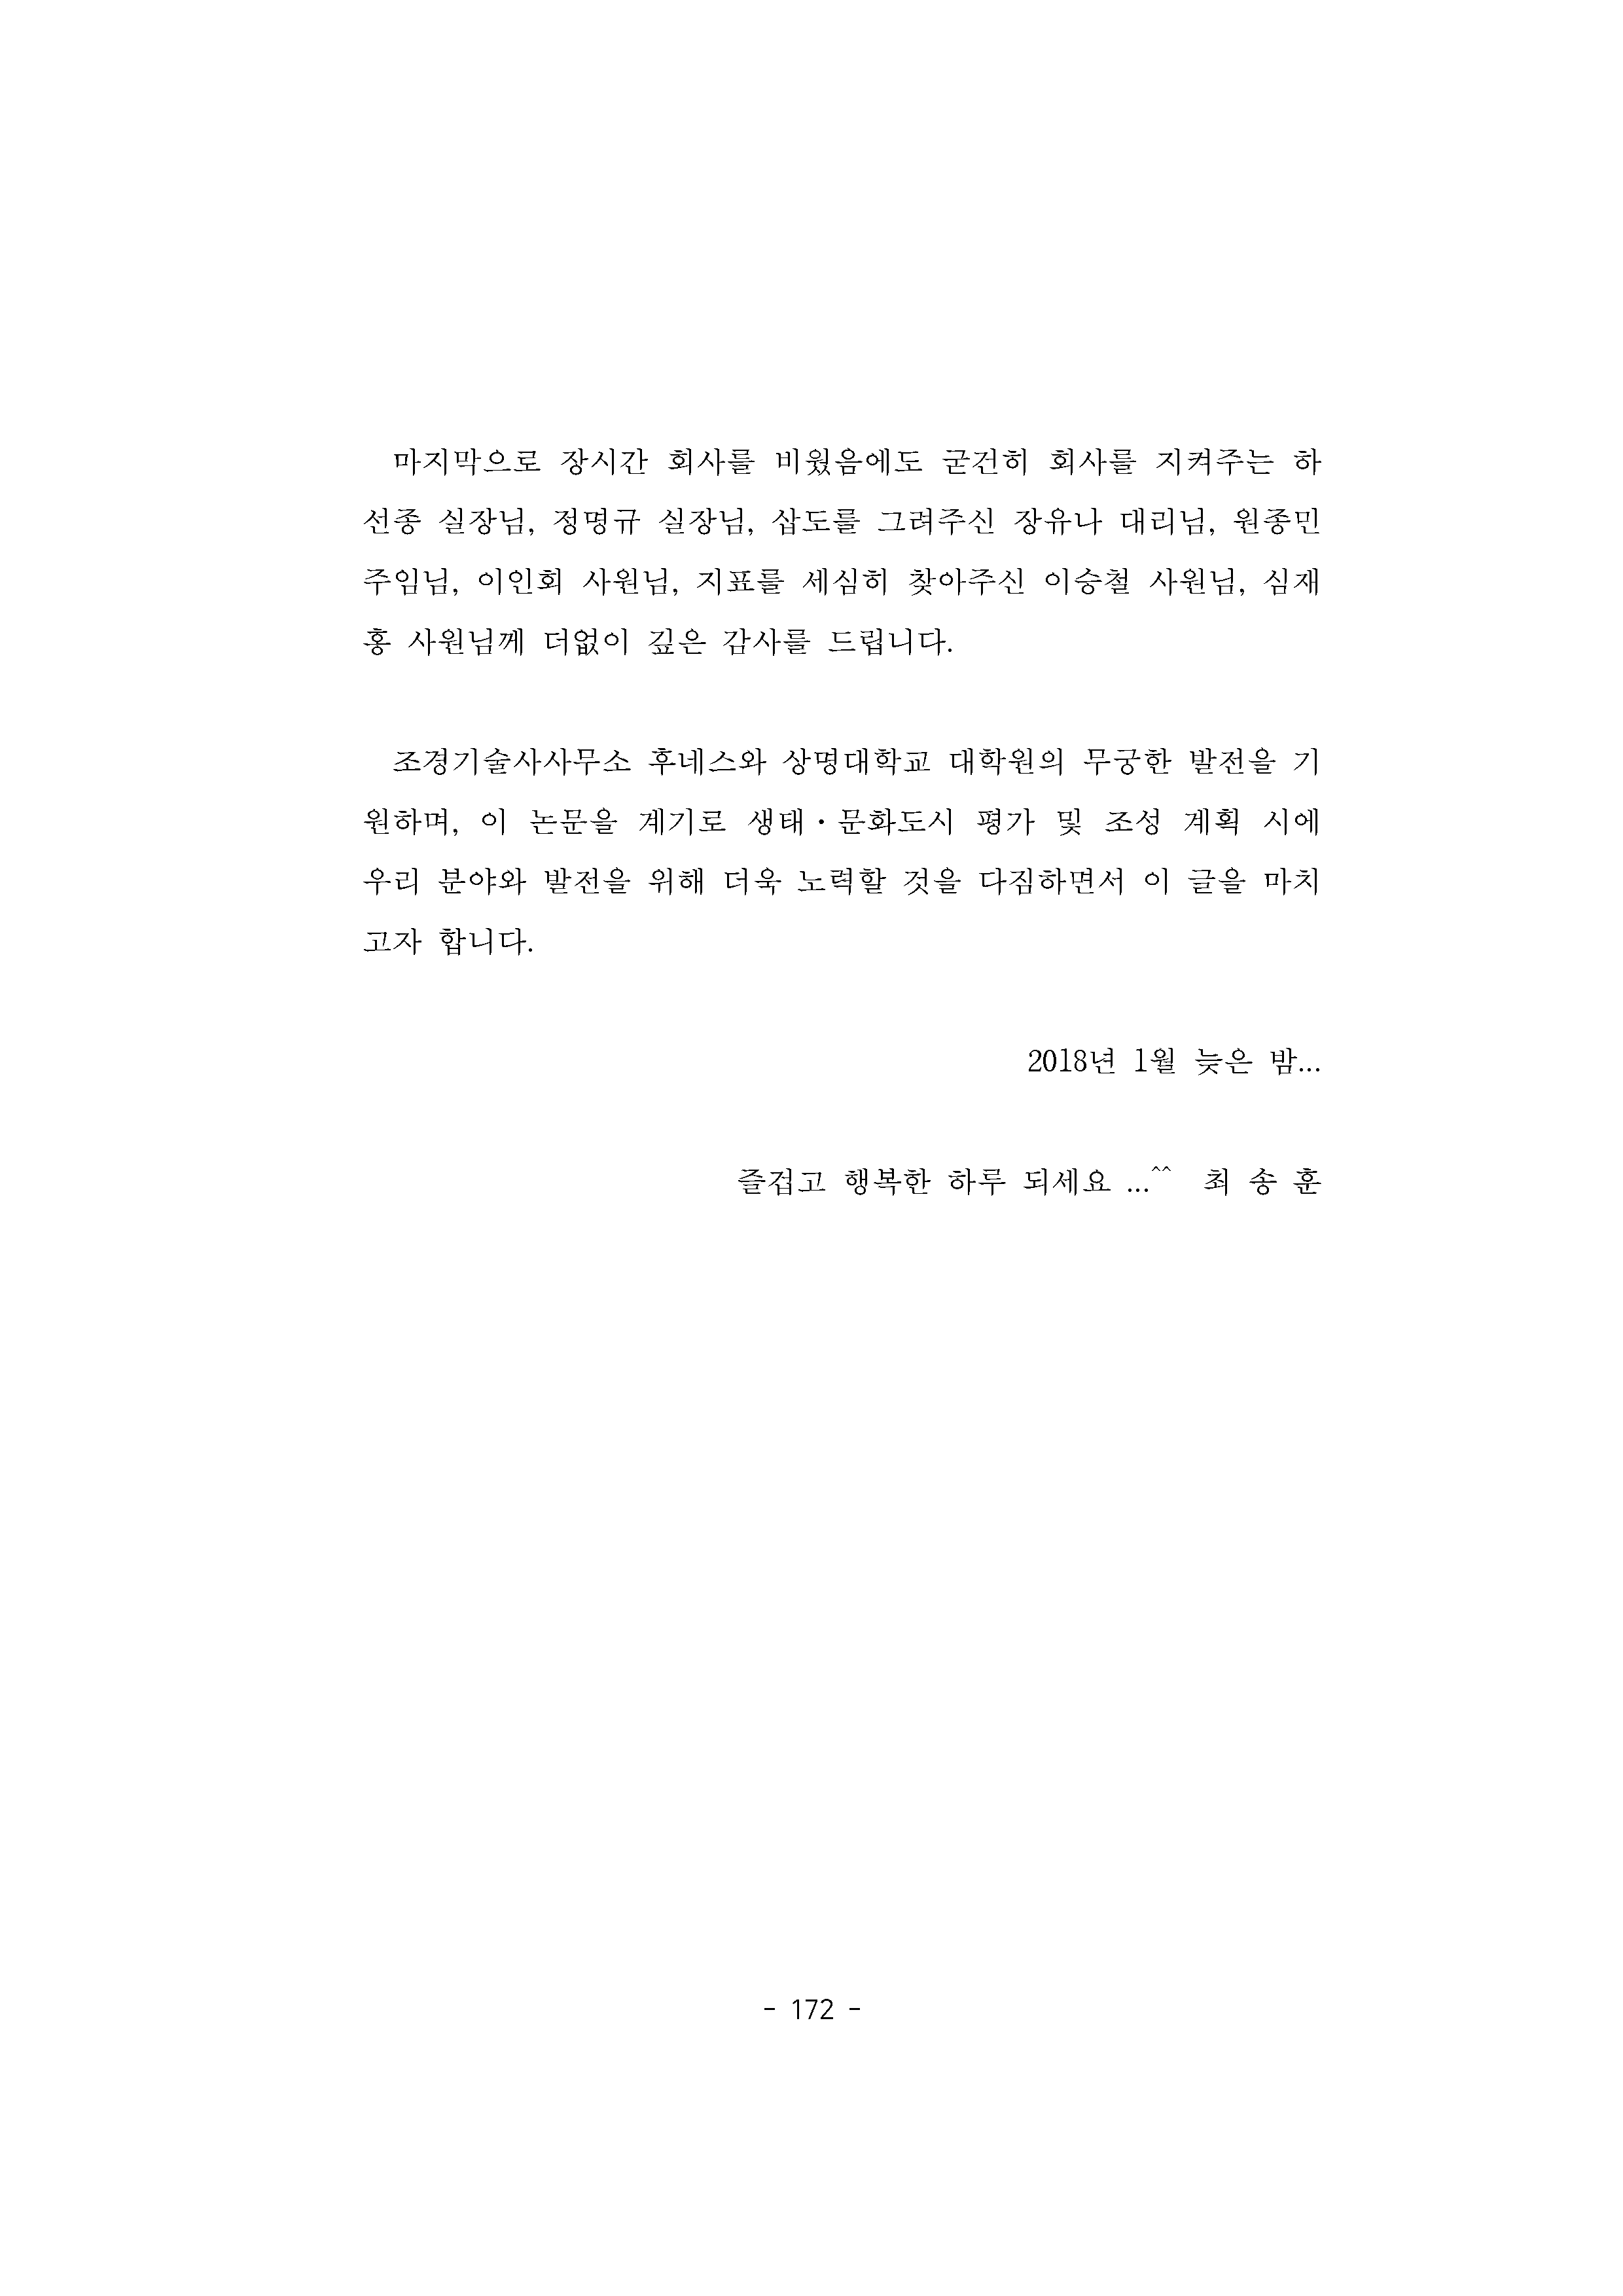 마지막으로 장시간 회사를 비웠음에도 굳건히 회사를 지켜주는 하
선종 실장님, 정명규 실장님, 삽도를 그려주신 장유나 대리님, 원종민
주임님, 이인회 사원님, 지표를 세심히 찾아주신 이승철 사원님, 심재
홍 사원님께 더없이 깊은 감사를 드립니다.
조경기술사사무소 후네스와 상명대학교 대학원의 무궁한 발전을 기
원하며, 이 논문을 계기로 생태・문화도시 평가 및 조성 계획 시에
우리 분야와 발전을 위해 더욱 노력할 것을 다짐하면서 이 글을 마치
고자 합니다.
2018년 1월 늦은 밤...
즐겁고 행복한 하루 되세요 ...^^ 최 송 훈
- 172 -